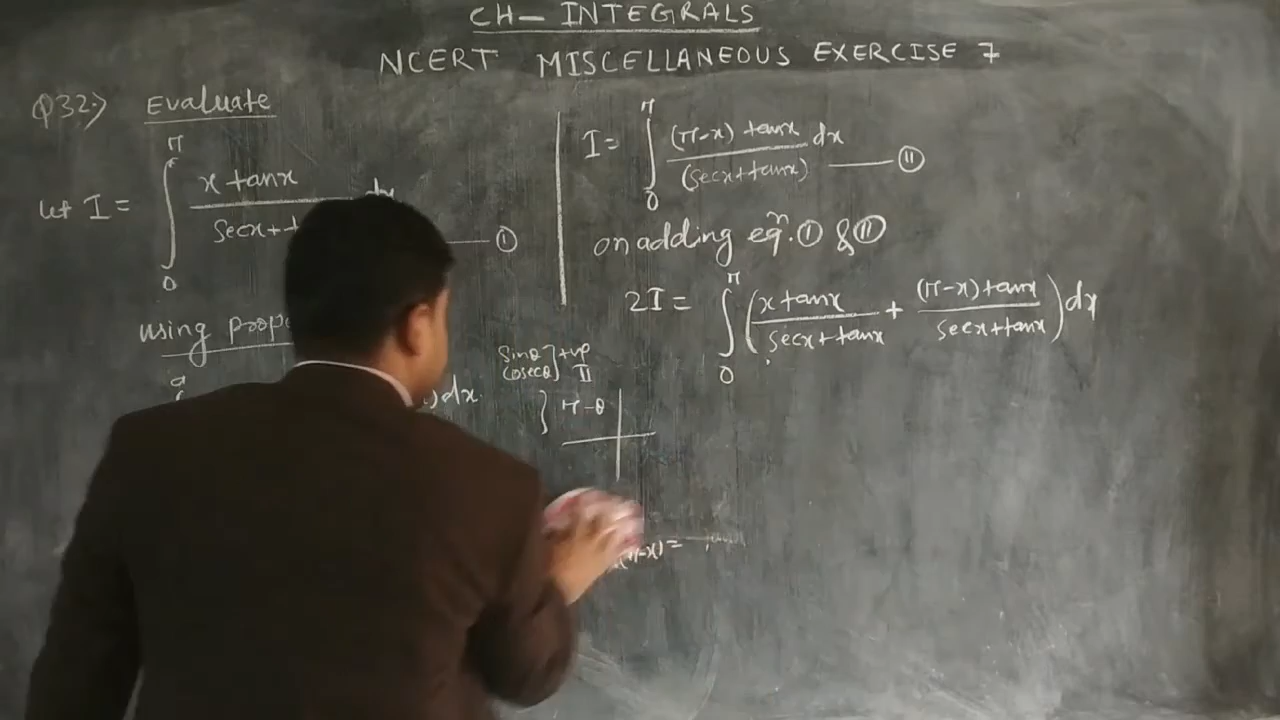 CH– INTEGRALS
NCERT MISCELLANEOUS EXERCISE 7
Q32.> Evaluate
let I = ∫₀^π x tanx / secx+
① 
using
dx.
Sinθ
Cosecθ ] +ve II
} π-θ
(π-x) =
I = ∫₀^π (π-x) tanx / (secx+tanx) dx —— ⑪
on adding eqⁿ. ① & ⑪
2I = ∫₀^π ( x tanx / secx+tanx + (π-x) tanx / secx+tanx ) dx